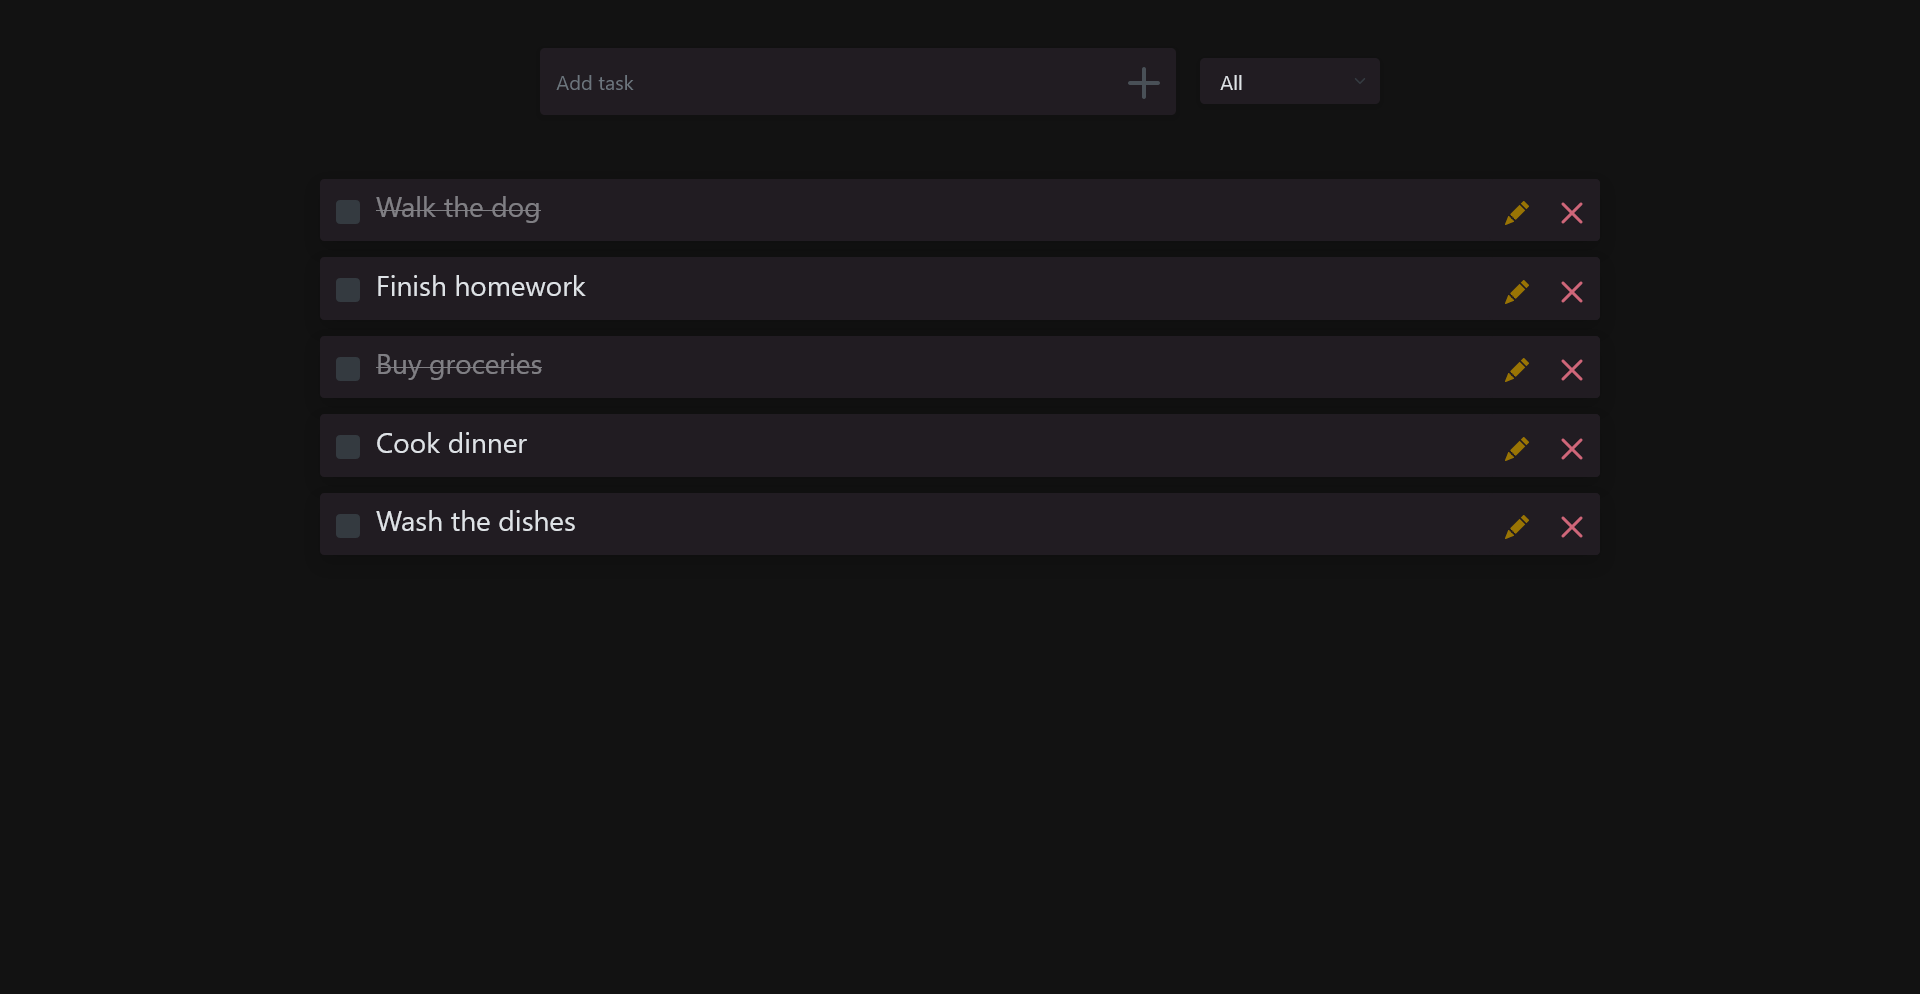 Add task
All
Walk the dog
Finish homework
Buy groceries
Cook dinner
Wash the dishes